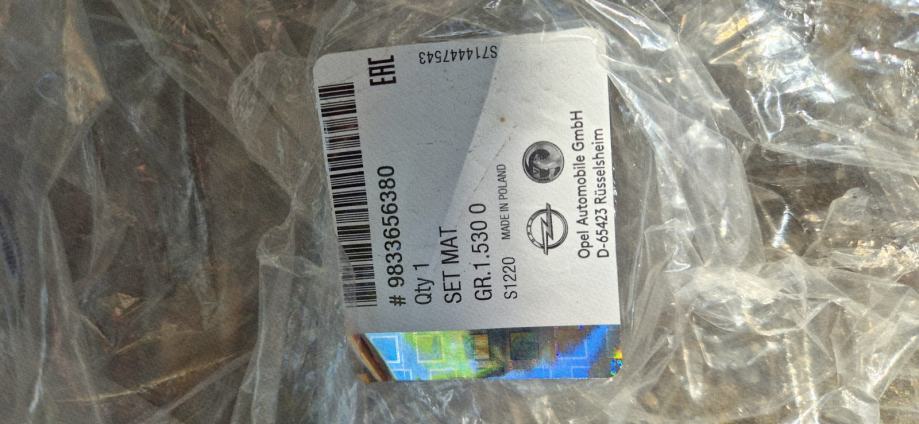 # 9833656380
EAC
Qty 1
SET MAT
S714447543
GR.1.530 0
S1220
MADE IN POLAND
Opel Automobile GmbH
D-65423 Rüsselsheim